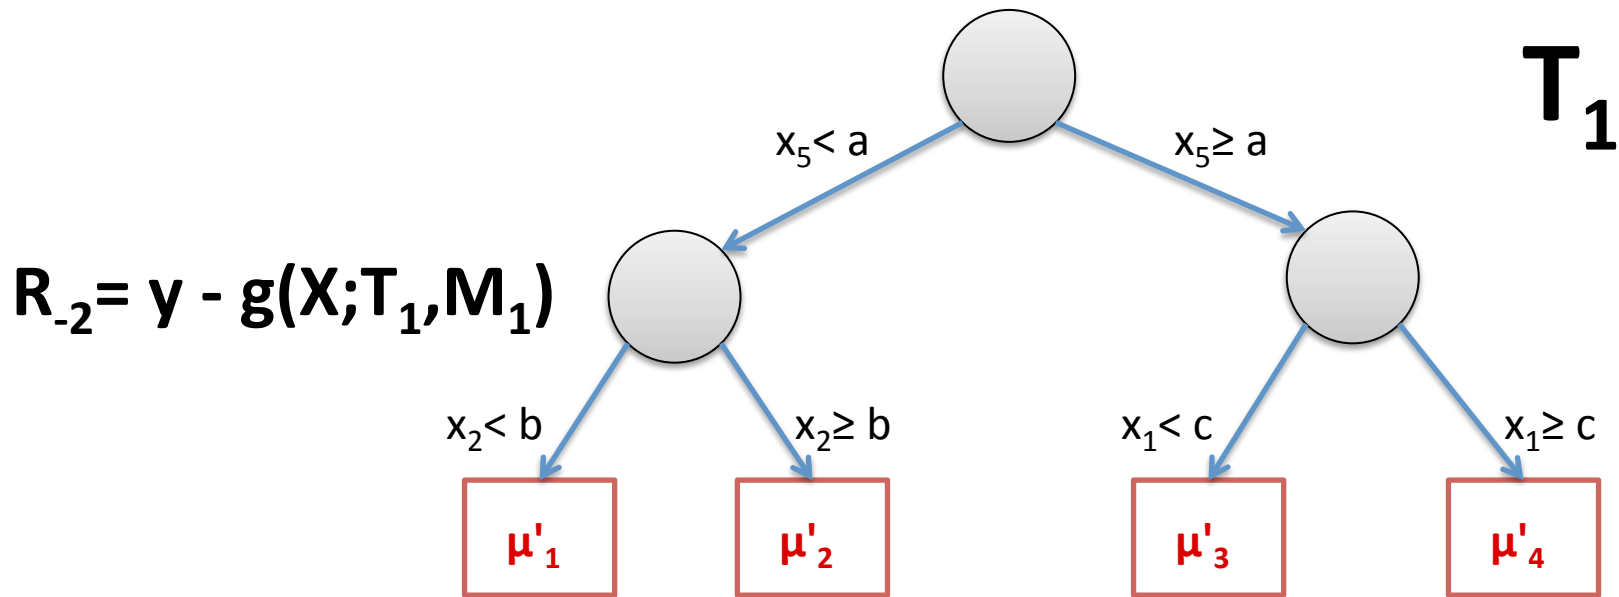 T₁
x₅< a
x₅≥ a
R₋₂= y - g(X;T₁,M₁)
x₂< b
x₂≥ b
x₁< c
x₁≥ c
μ'₁
μ'₂
μ'₃
μ'₄